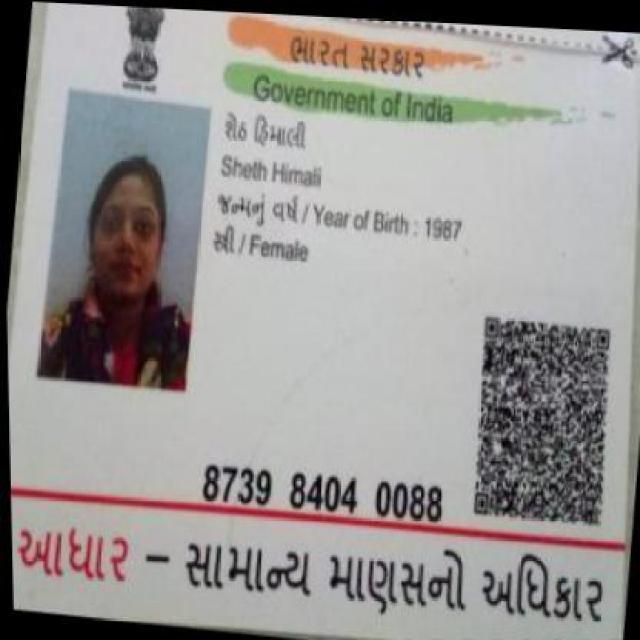 ભારત સરકાર
Government of India
શેઠ હિમાલી
Sheth Himali
જન્મનું વર્ષ / Year of Birth : 1987
સ્ત્રી / Female
8739 8404 0088
આધાર – સામાન્ય માણસનો અધિકાર